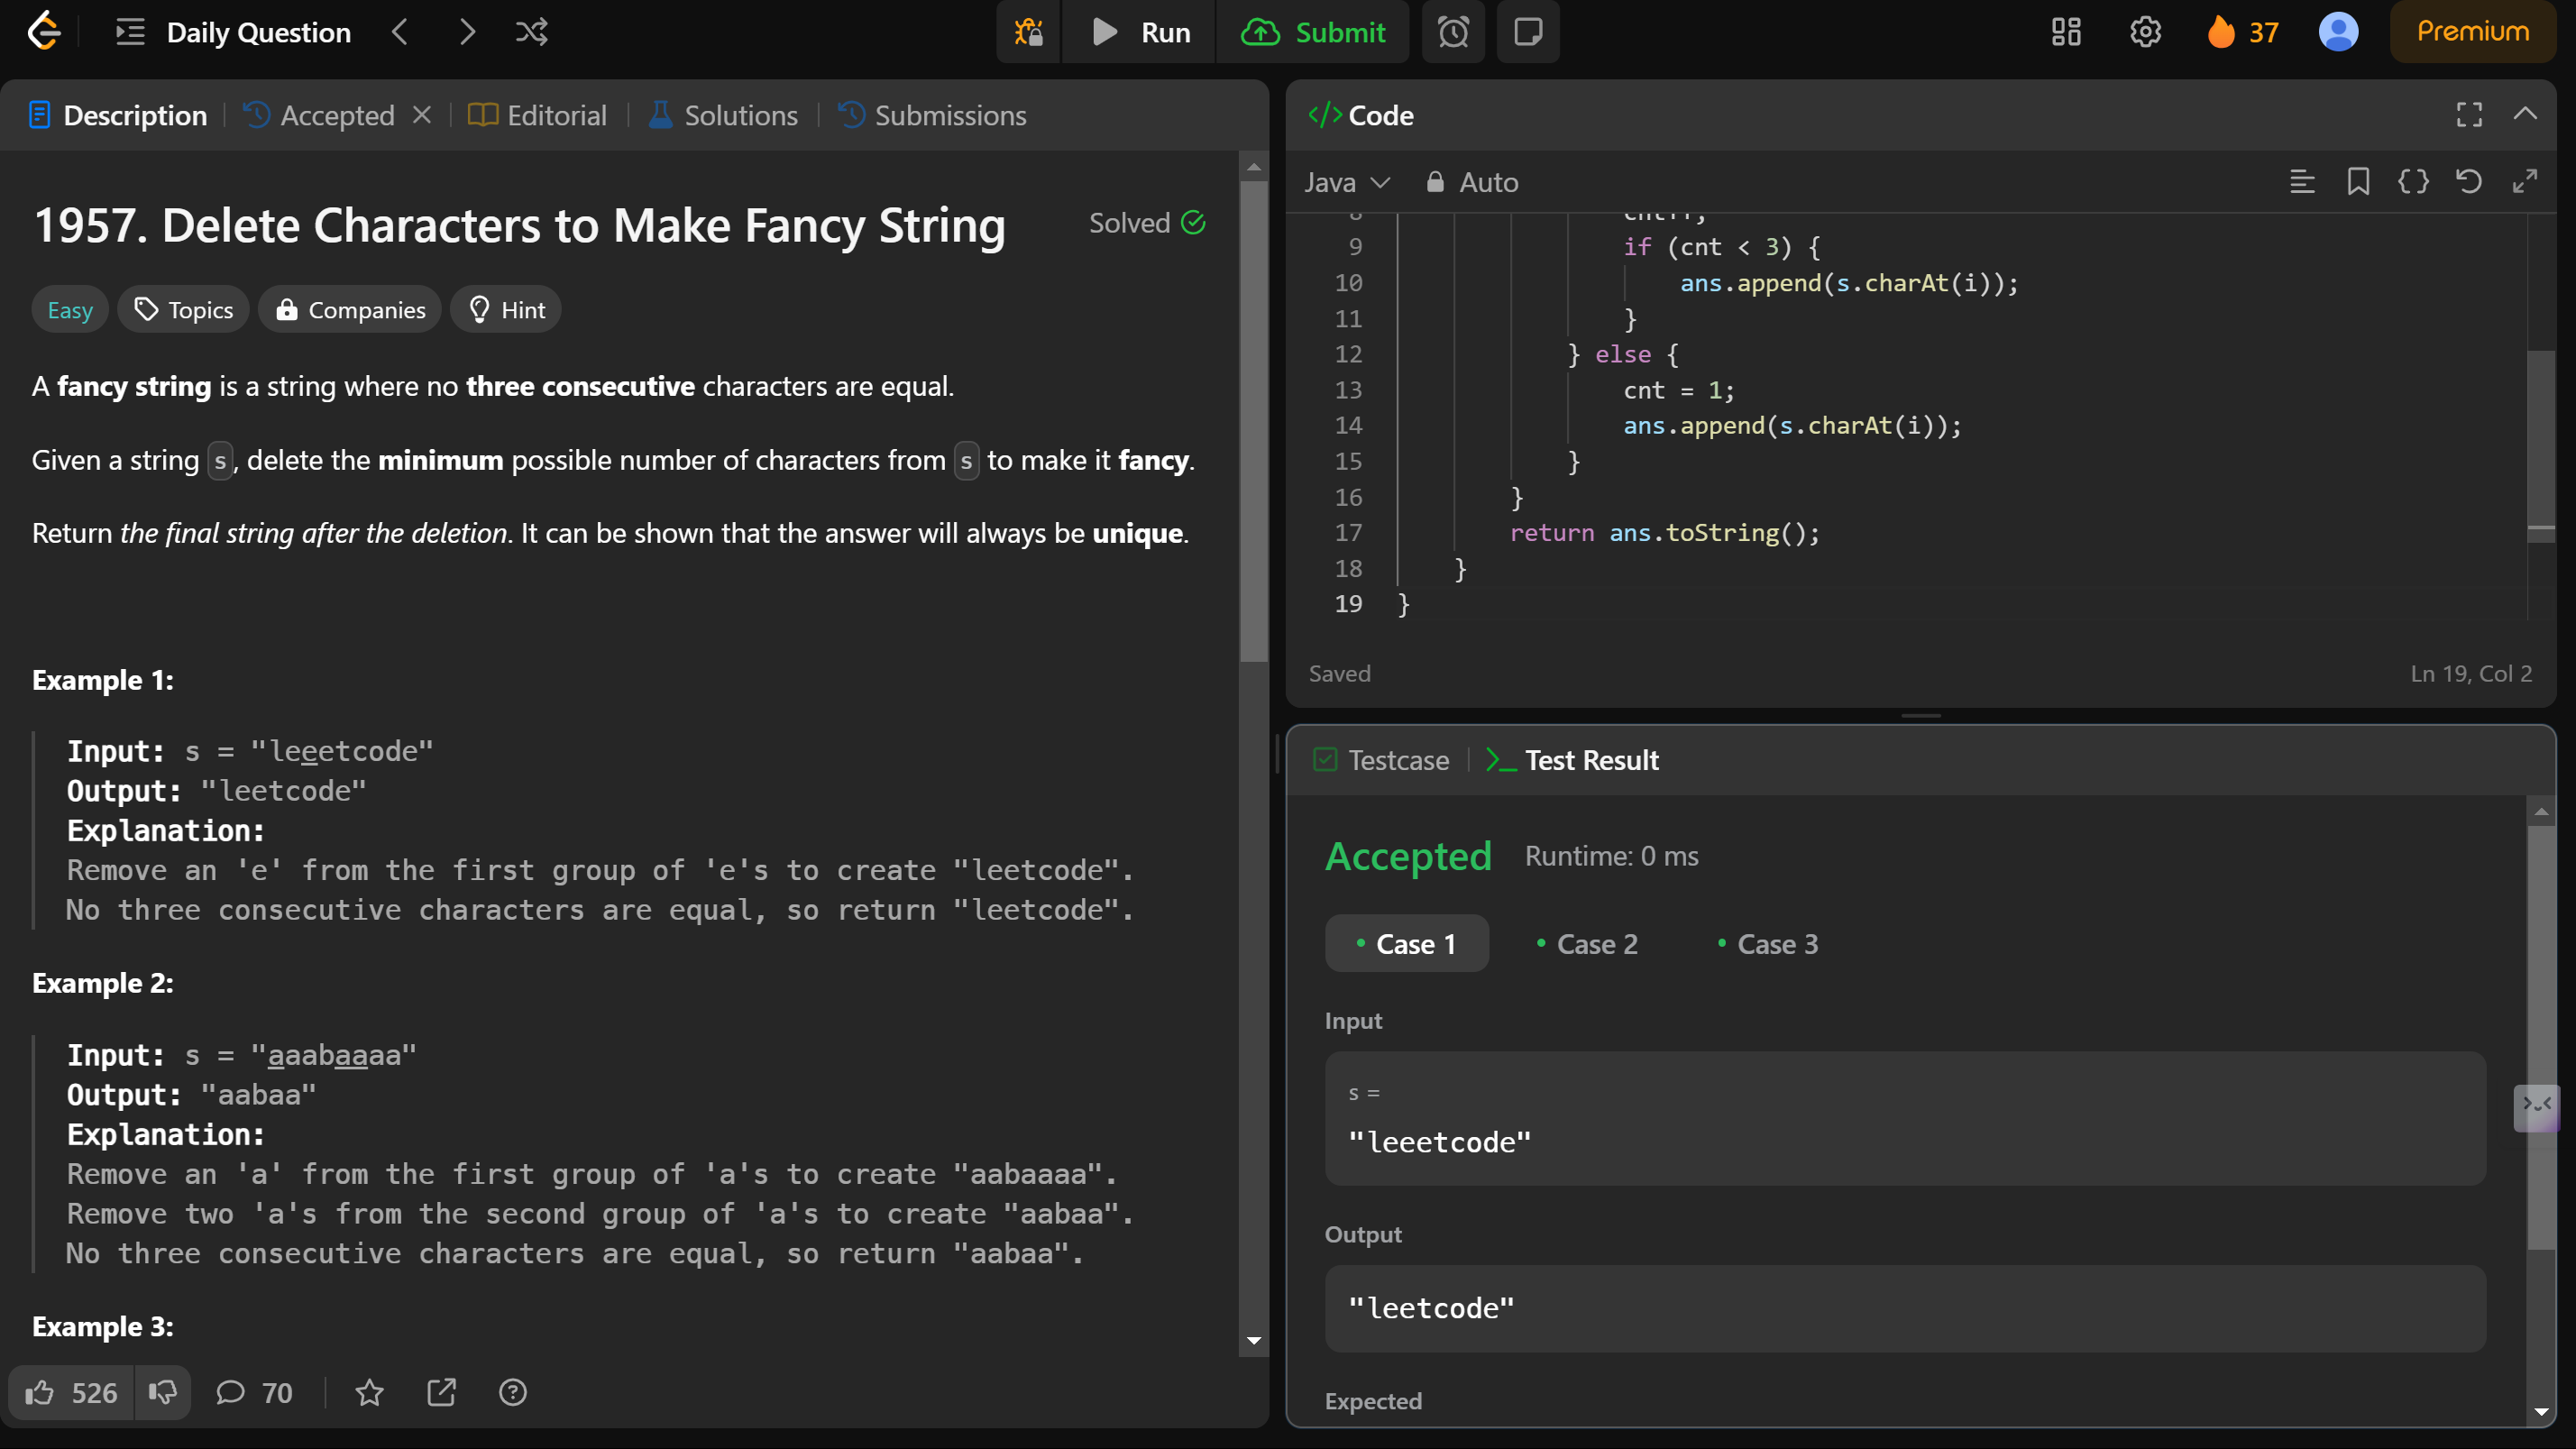 Daily Question
Run
Submit
37
Premium
Description
Accepted
Editorial
Solutions
Submissions
1957. Delete Characters to Make Fancy String
Solved
Easy
Topics
Companies
Hint
A fancy string is a string where no three consecutive characters are equal.
Given a string s, delete the minimum possible number of characters from s to make it fancy.
Return the final string after the deletion. It can be shown that the answer will always be unique.
Example 1:
Input: s = "leeetcode"
Output: "leetcode"
Explanation:
Remove an 'e' from the first group of 'e's to create "leetcode".
No three consecutive characters are equal, so return "leetcode".
Example 2:
Input: s = "aaabaaaa"
Output: "aabaa"
Explanation:
Remove an 'a' from the first group of 'a's to create "aabaaaa".
Remove two 'a's from the second group of 'a's to create "aabaa".
No three consecutive characters are equal, so return "aabaa".
Example 3:
526
70
</> Code
Java
Auto
8 cnt++;
9 if (cnt < 3) {
10 ans.append(s.charAt(i));
11 }
12 } else {
13 cnt = 1;
14 ans.append(s.charAt(i));
15 }
16 }
17 return ans.toString();
18 }
19 }
Saved
Ln 19, Col 2
Testcase
Test Result
Accepted
Runtime: 0 ms
Case 1
Case 2
Case 3
Input
s =
"leeetcode"
Output
"leetcode"
Expected